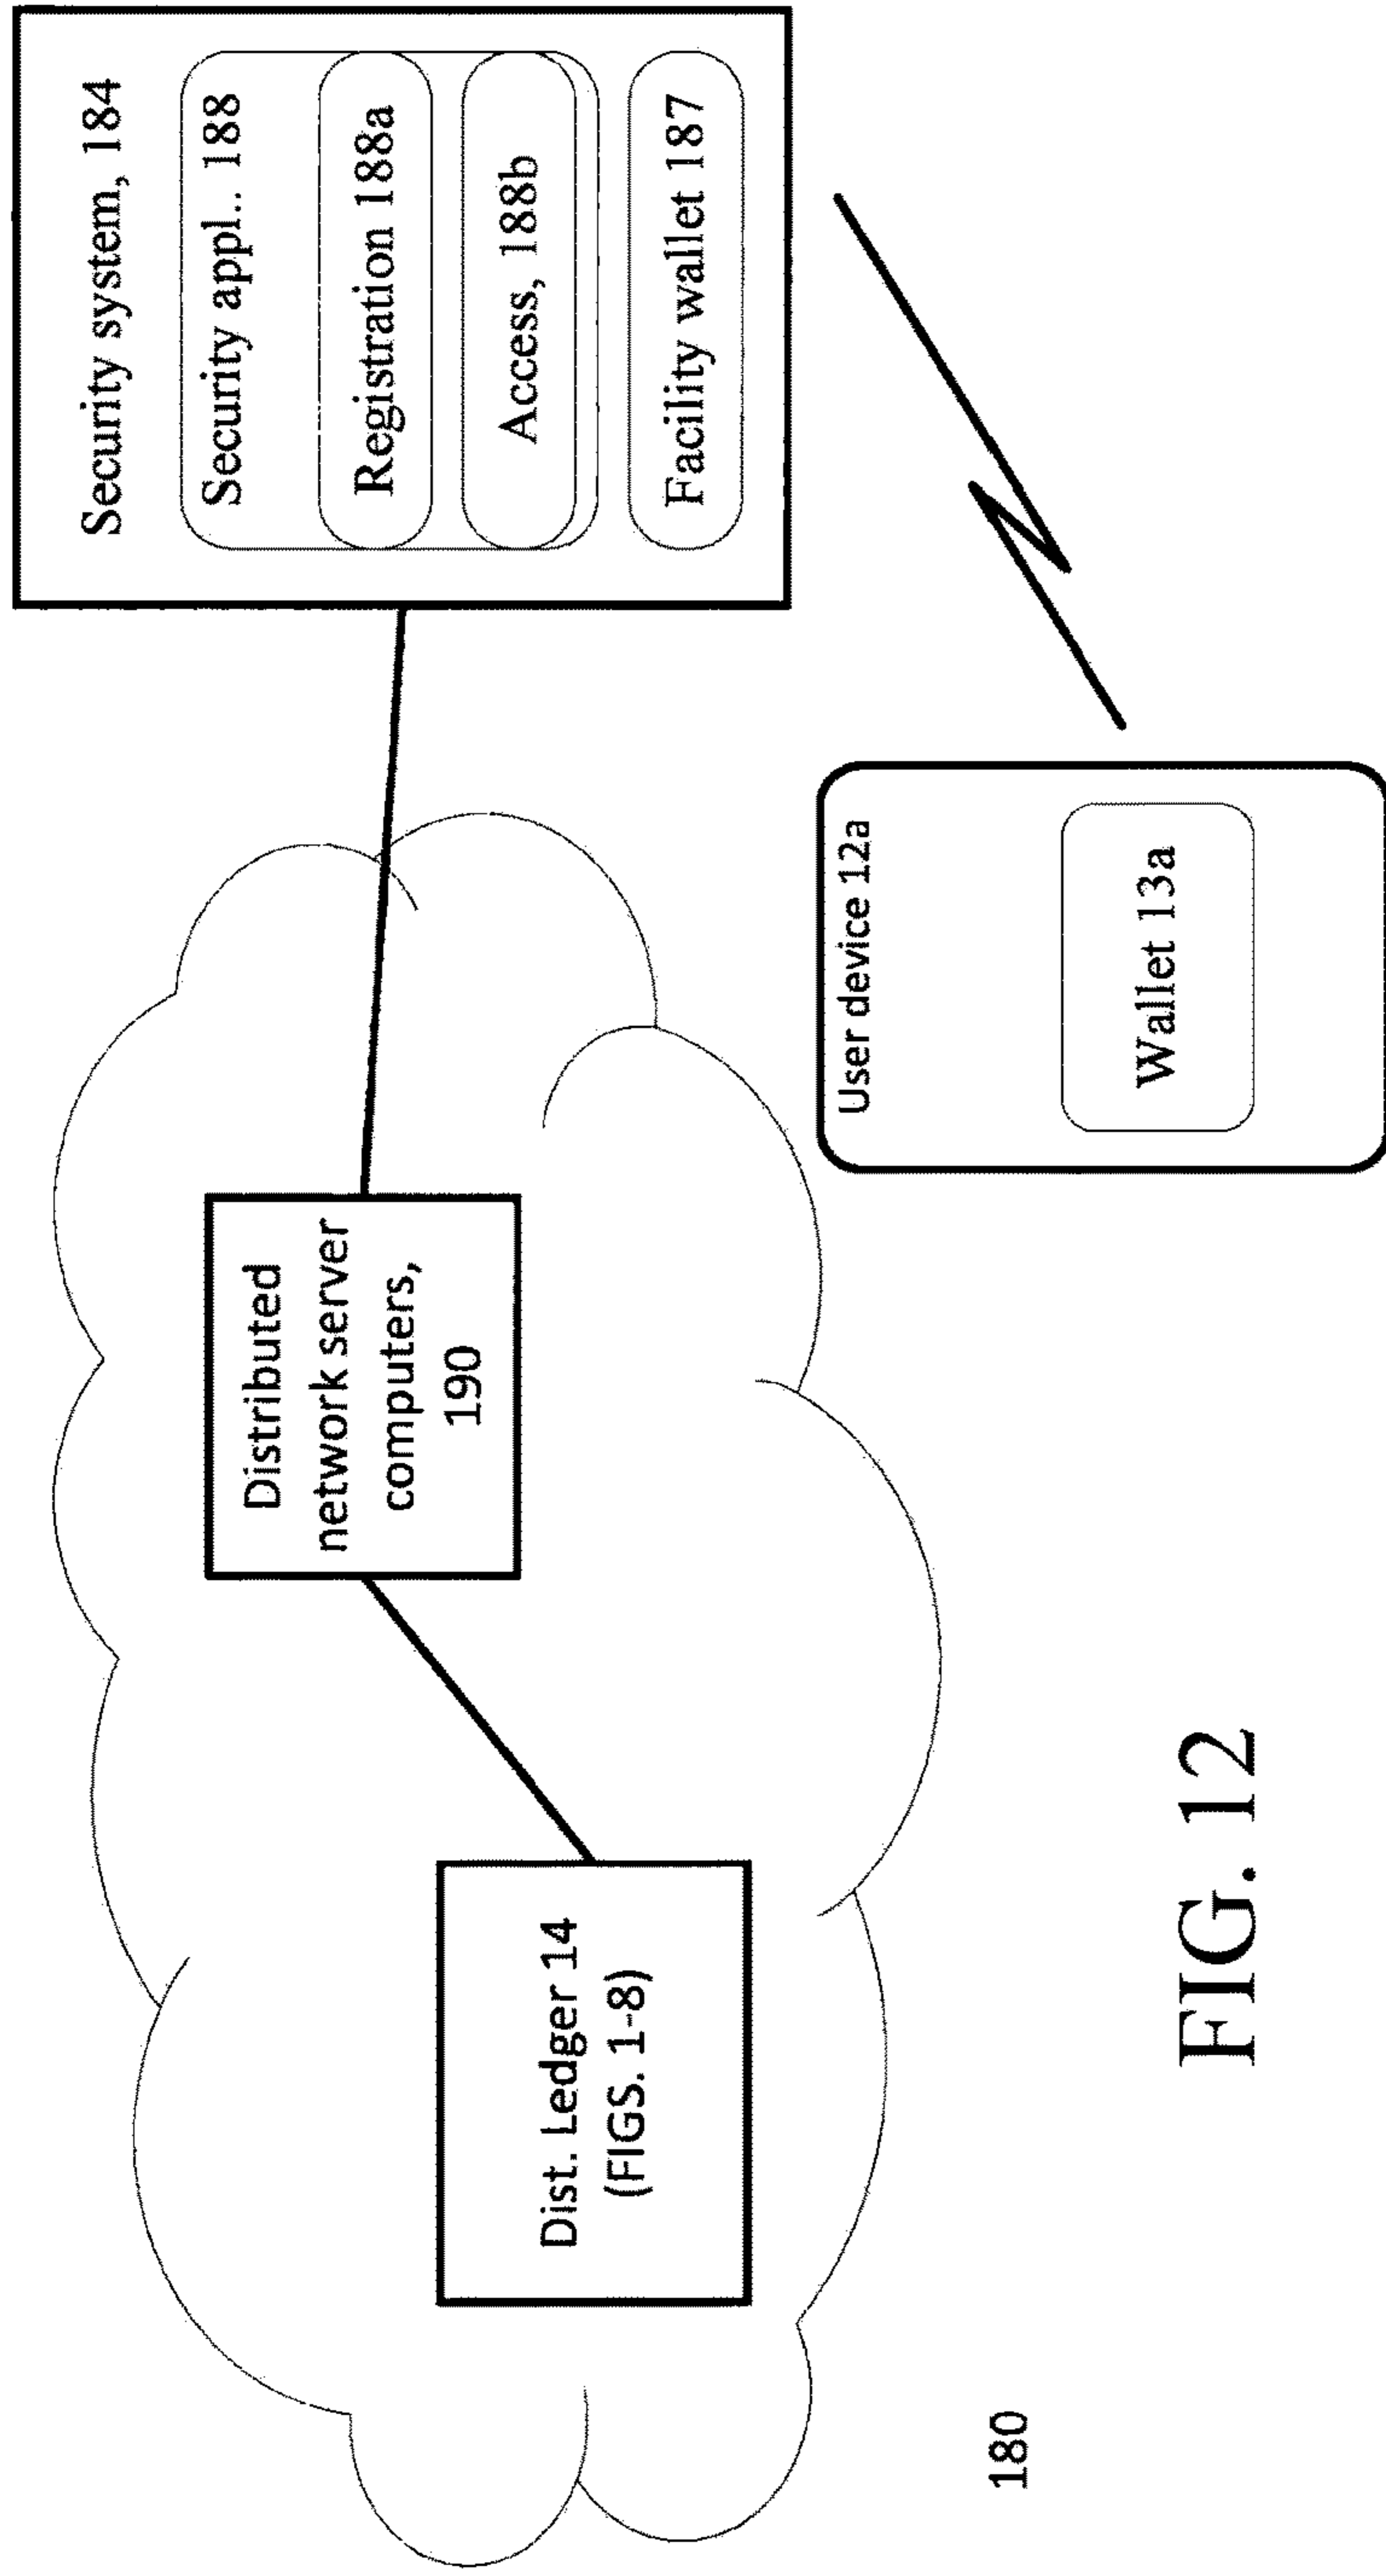 Security system, 184
Security appl.. 188
Registration 188a
Access, 188b
Facility wallet 187
Distributed
network server
computers,
190
Dist. Ledger 14
(FIGS. 1-8)
User device 12a
Wallet 13a
180
FIG. 12